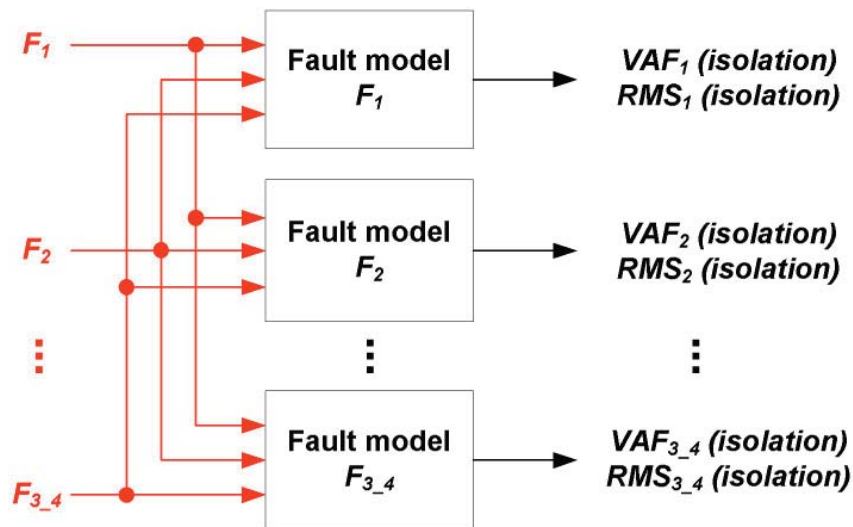 F₁
Fault model
F₁
VAF₁ (isolation)
RMS₁ (isolation)
F₂
Fault model
F₂
VAF₂ (isolation)
RMS₂ (isolation)
F₃_₄
Fault model
F₃_₄
VAF₃_₄ (isolation)
RMS₃_₄ (isolation)